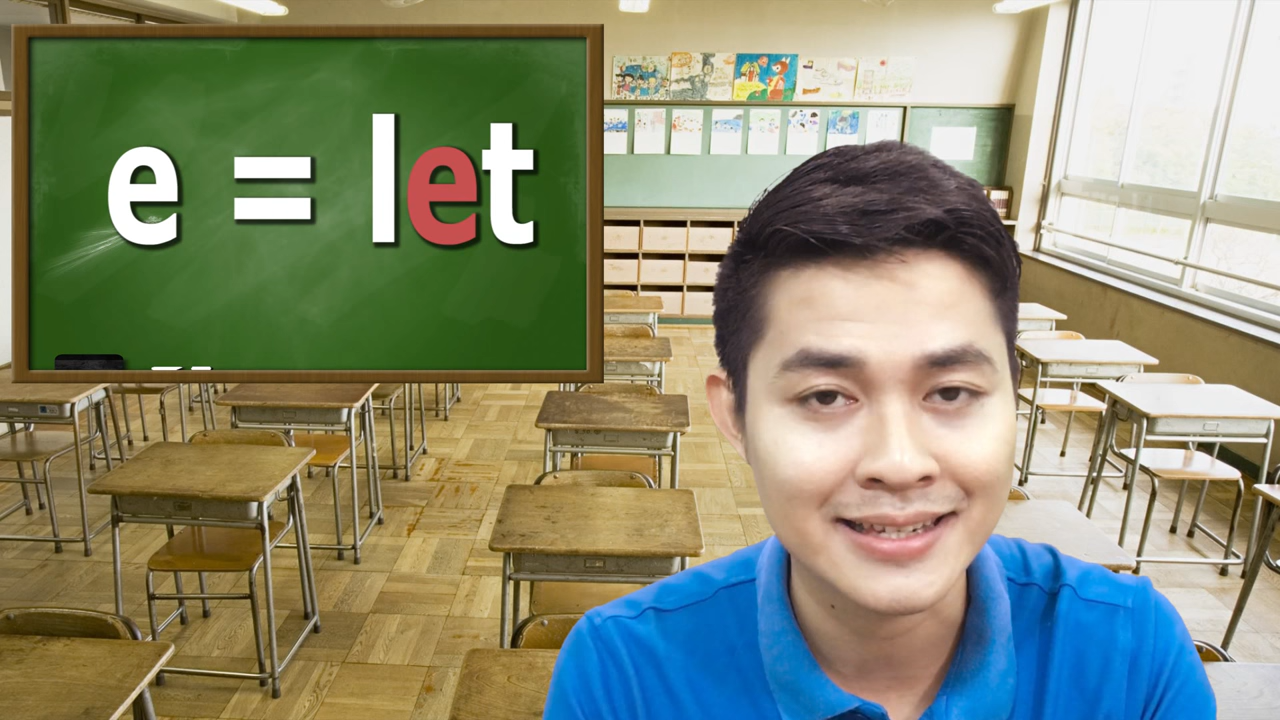 e = let